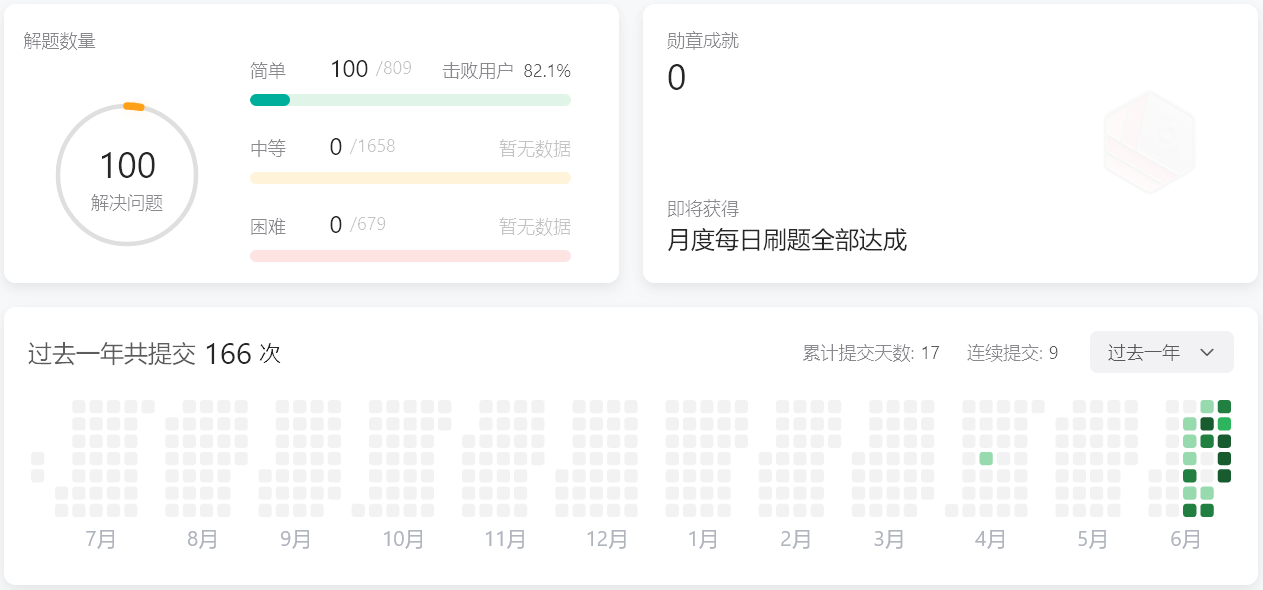 解题数量
100
解决问题
简单 100 /809 击败用户 82.1%
中等 0 /1658 暂无数据
困难 0 /679 暂无数据
勋章成就
0
即将获得
月度每日刷题全部达成
过去一年共提交 166 次 累计提交天数: 17 连续提交: 9 过去一年
7月 8月 9月 10月 11月 12月 1月 2月 3月 4月 5月 6月